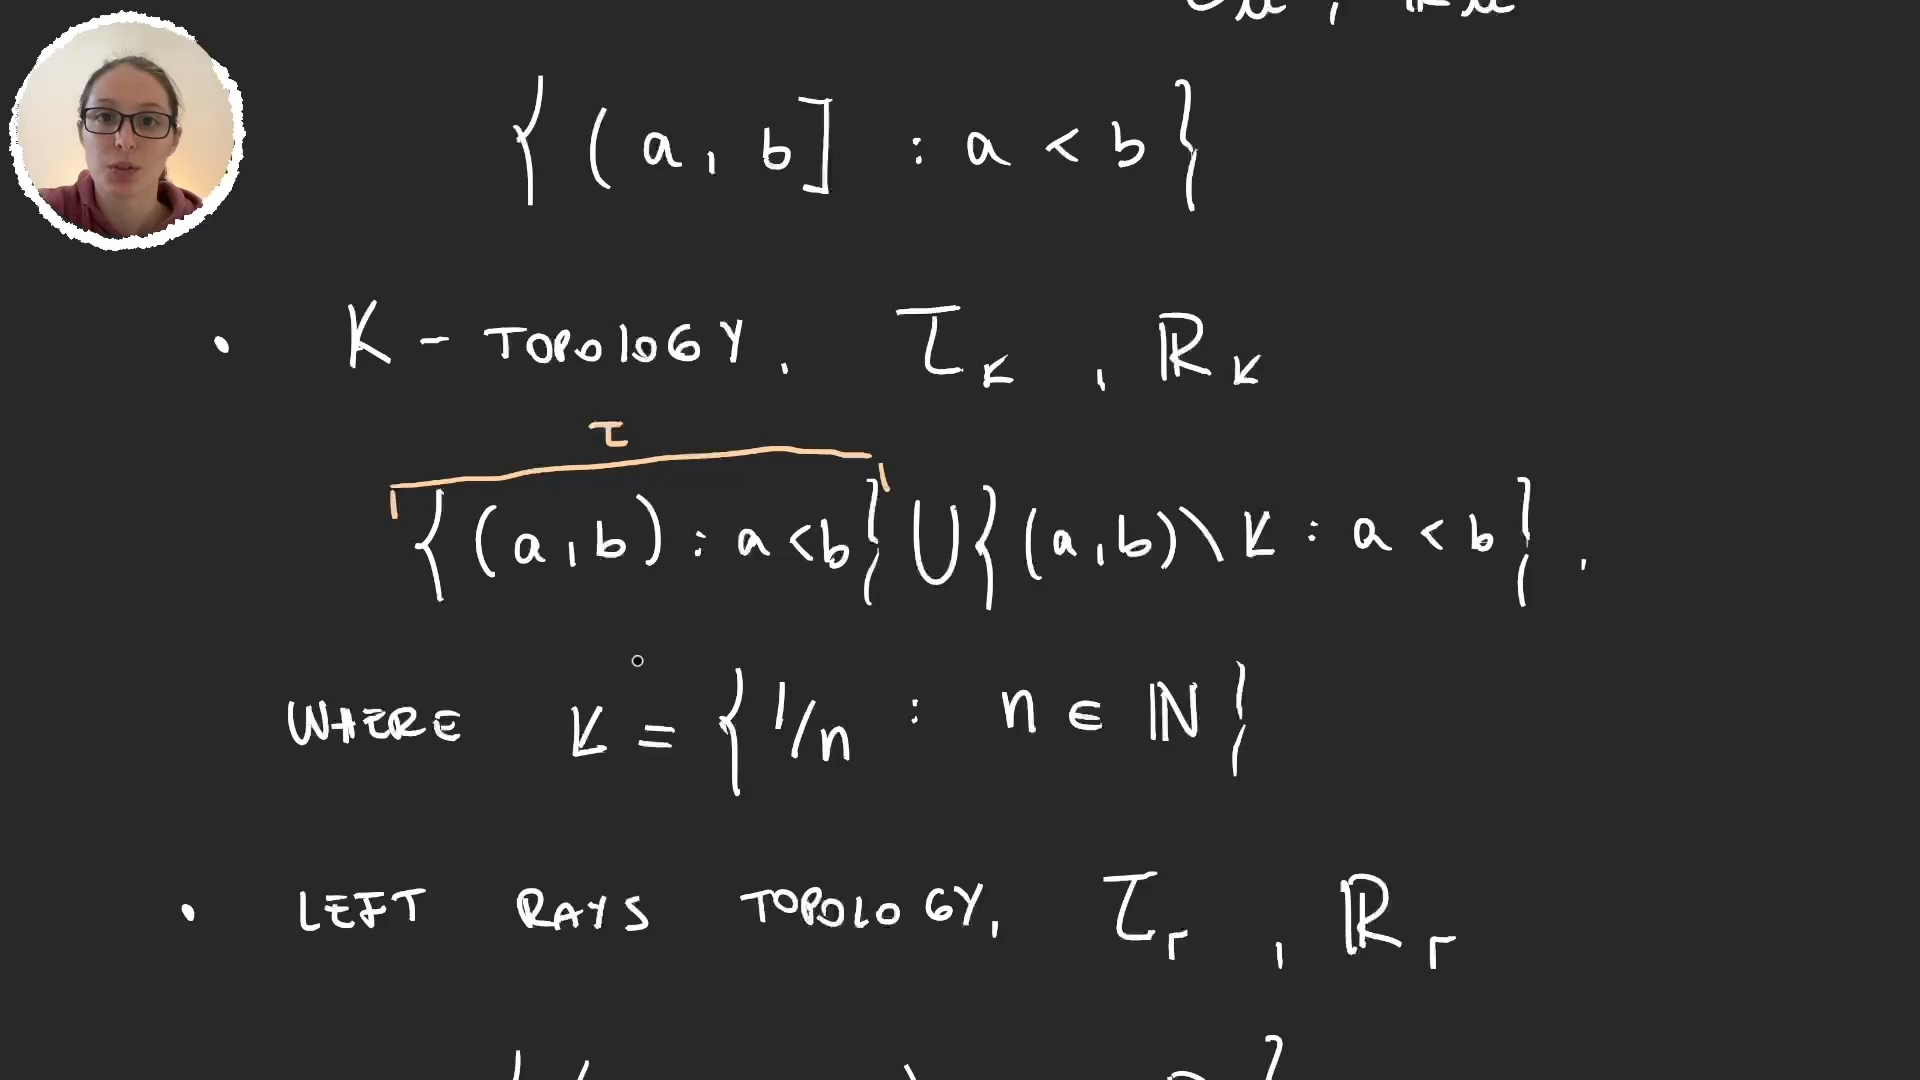 { (a, b] : a < b }
• K - TOPOLOGY, τ_K, ℝ_K
τ
{(a,b) : a<b} ∪ {(a,b)\K : a < b},
WHERE K = {1/n : n ∈ ℕ}
• LEFT RAYS TOPOLOGY, τ_r, ℝ_r